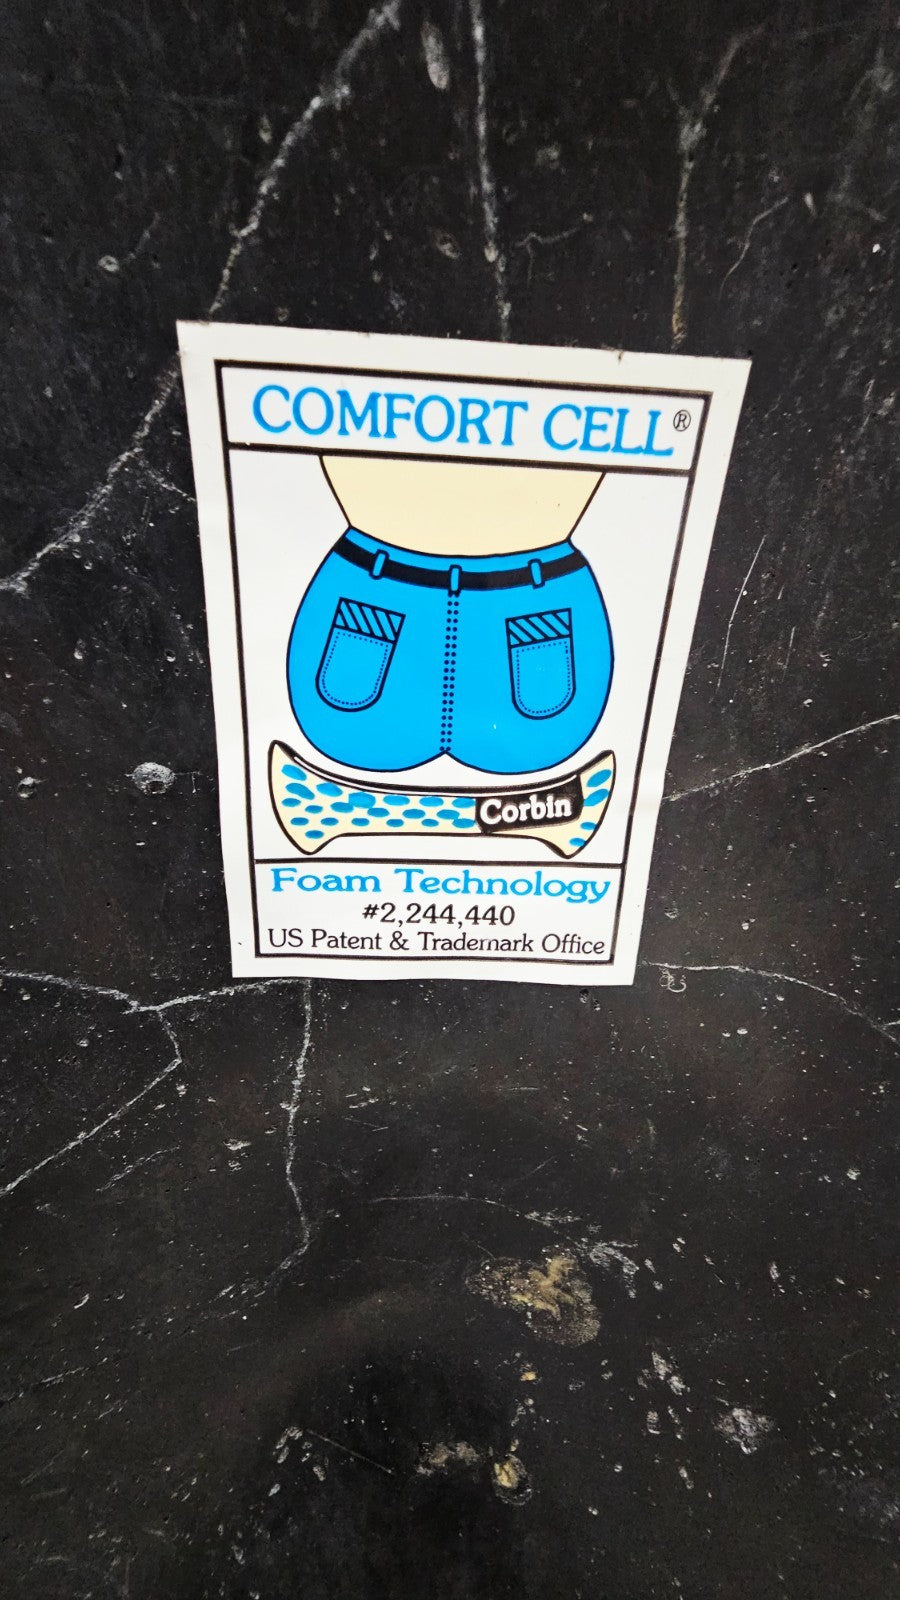 COMFORT CELL®
Corbin
Foam Technology
#2,244,440
US Patent & Trademark Office